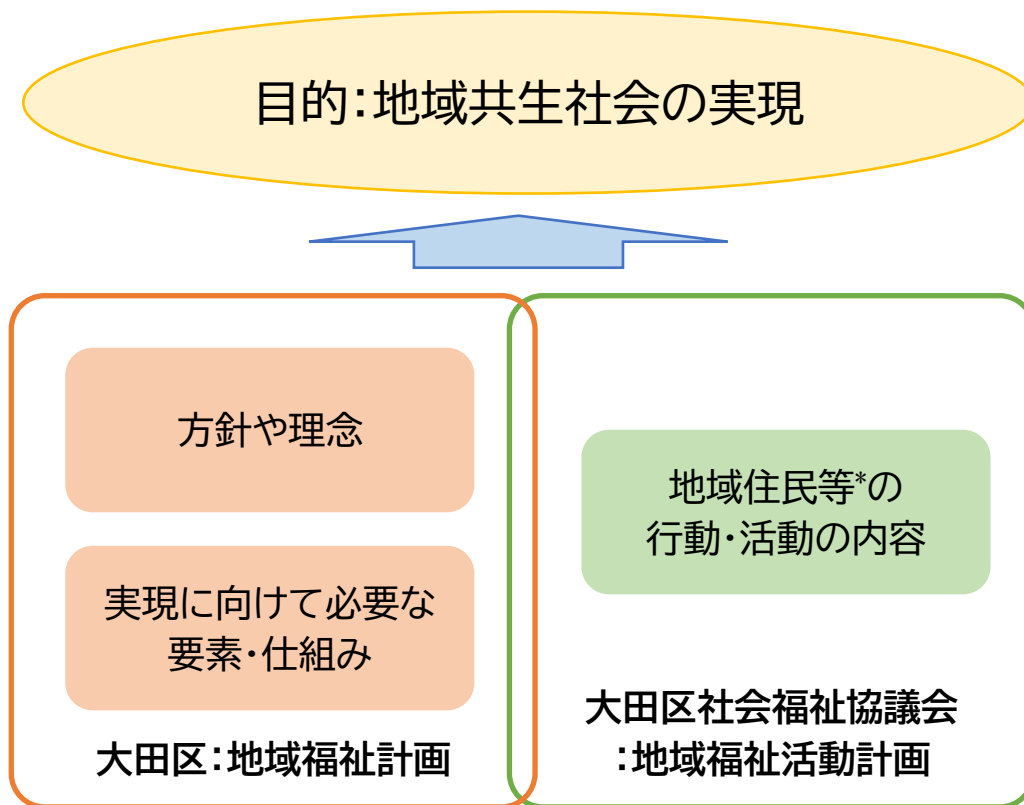 目的：地域共生社会の実現
方針や理念
実現に向けて必要な
要素・仕組み
大田区：地域福祉計画
地域住民等*の
行動・活動の内容
大田区社会福祉協議会
：地域福祉活動計画